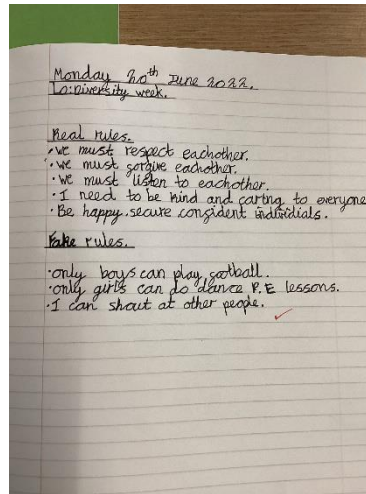 Monday 20th June 2022.
Lo: Diversity week.
Real rules.
• we must respect eachother.
• we must forgive eachother.
• we must listen to eachother.
• I need to be kind and caring to everyone
• Be happy, secure confident individials.
Fake rules.
• only boys can play football.
• only girls can do dance P.E lessons.
• I can shout at other people.